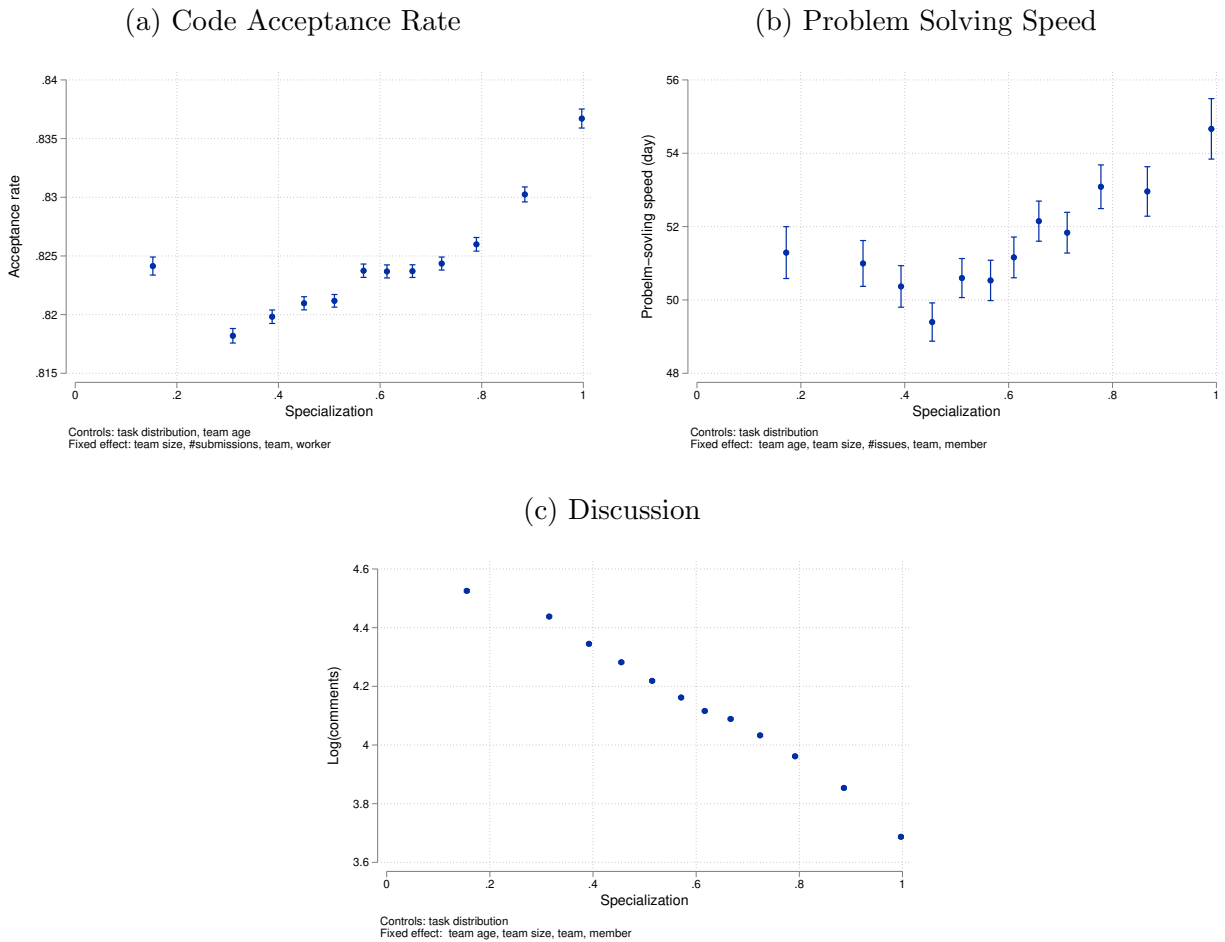 (a) Code Acceptance Rate
.84
.835
.83
.825
.82
.815
Acceptance rate
0 .2 .4 .6 .8 1
Specialization
Controls: task distribution, team age
Fixed effect: team size, #submissions, team, worker
(b) Problem Solving Speed
56
54
52
50
48
Probelm−sovling speed (day)
0 .2 .4 .6 .8 1
Specialization
Controls: task distribution
Fixed effect:  team age, team size, #issues, team, member
(c) Discussion
4.6
4.4
4.2
4
3.8
3.6
Log(comments)
0 .2 .4 .6 .8 1
Specialization
Controls: task distribution
Fixed effect:  team age, team size, team, member